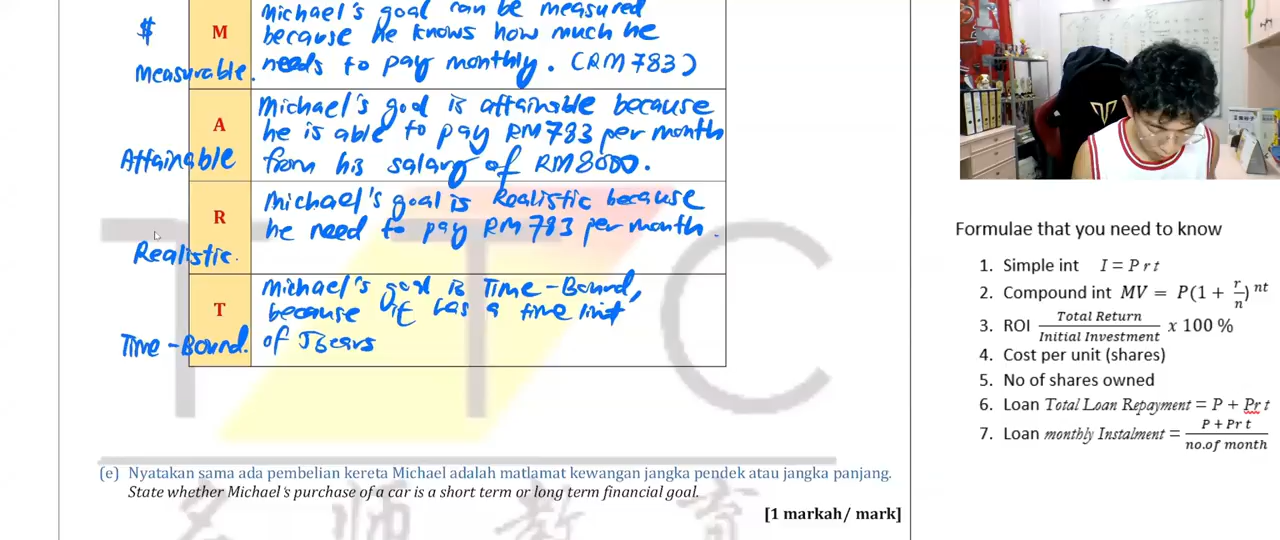 $
Measurable.
M
Michael's goal can be measured
because he knows how much he
needs to pay monthly. (RM783)
Attainable
A
Michael's goal is attainable because
he is able to pay RM783 per month
from his salary of RM8000.
Realistic.
R
Michael's goal is Realistic because
he need to pay RM783 per month.
Time-Bound.
T
Michael's goal is Time-Bound,
because it has a time limit
of 5years
TTC
(e) Nyatakan sama ada pembelian kereta Michael adalah matlamat kewangan jangka pendek atau jangka panjang.
State whether Michael's purchase of a car is a short term or long term financial goal.
[1 markah/ mark]
名师教育
Formulae that you need to know
1. Simple int I = P r t
2. Compound int MV = P(1 + r/n) nt
3. ROI Total Return / Initial Investment x 100 %
4. Cost per unit (shares)
5. No of shares owned
6. Loan Total Loan Repayment = P + Pr t
7. Loan monthly Instalment = P + Pr t / no.of month